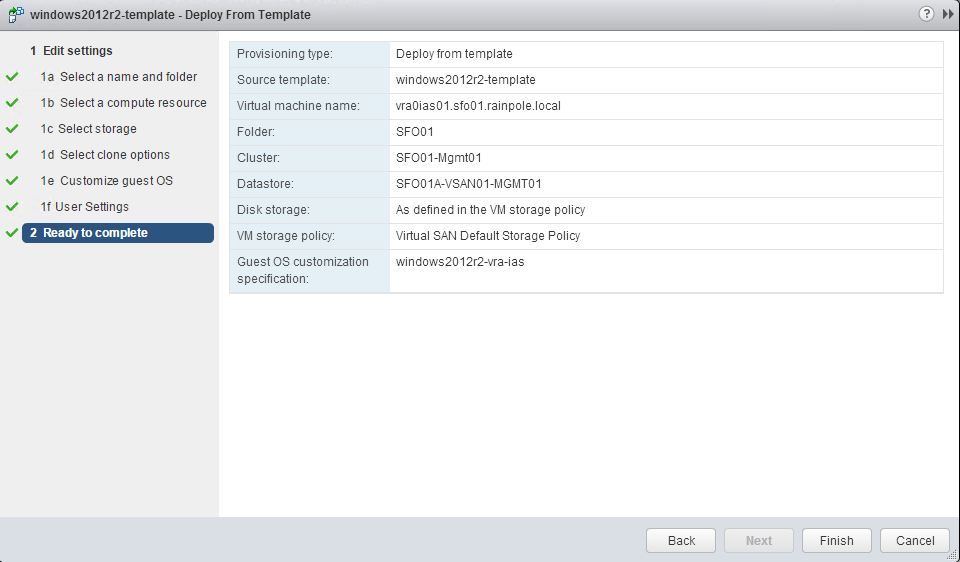 windows2012r2-template - Deploy From Template
?
1 Edit settings
1a Select a name and folder
1b Select a compute resource
1c Select storage
1d Select clone options
1e Customize guest OS
1f User Settings
2 Ready to complete
Provisioning type: Deploy from template
Source template: windows2012r2-template
Virtual machine name: vra0ias01.sfo01.rainpole.local
Folder: SFO01
Cluster: SFO01-Mgmt01
Datastore: SFO01A-VSAN01-MGMT01
Disk storage: As defined in the VM storage policy
VM storage policy: Virtual SAN Default Storage Policy
Guest OS customization windows2012r2-vra-ias
specification:
Back Next Finish Cancel